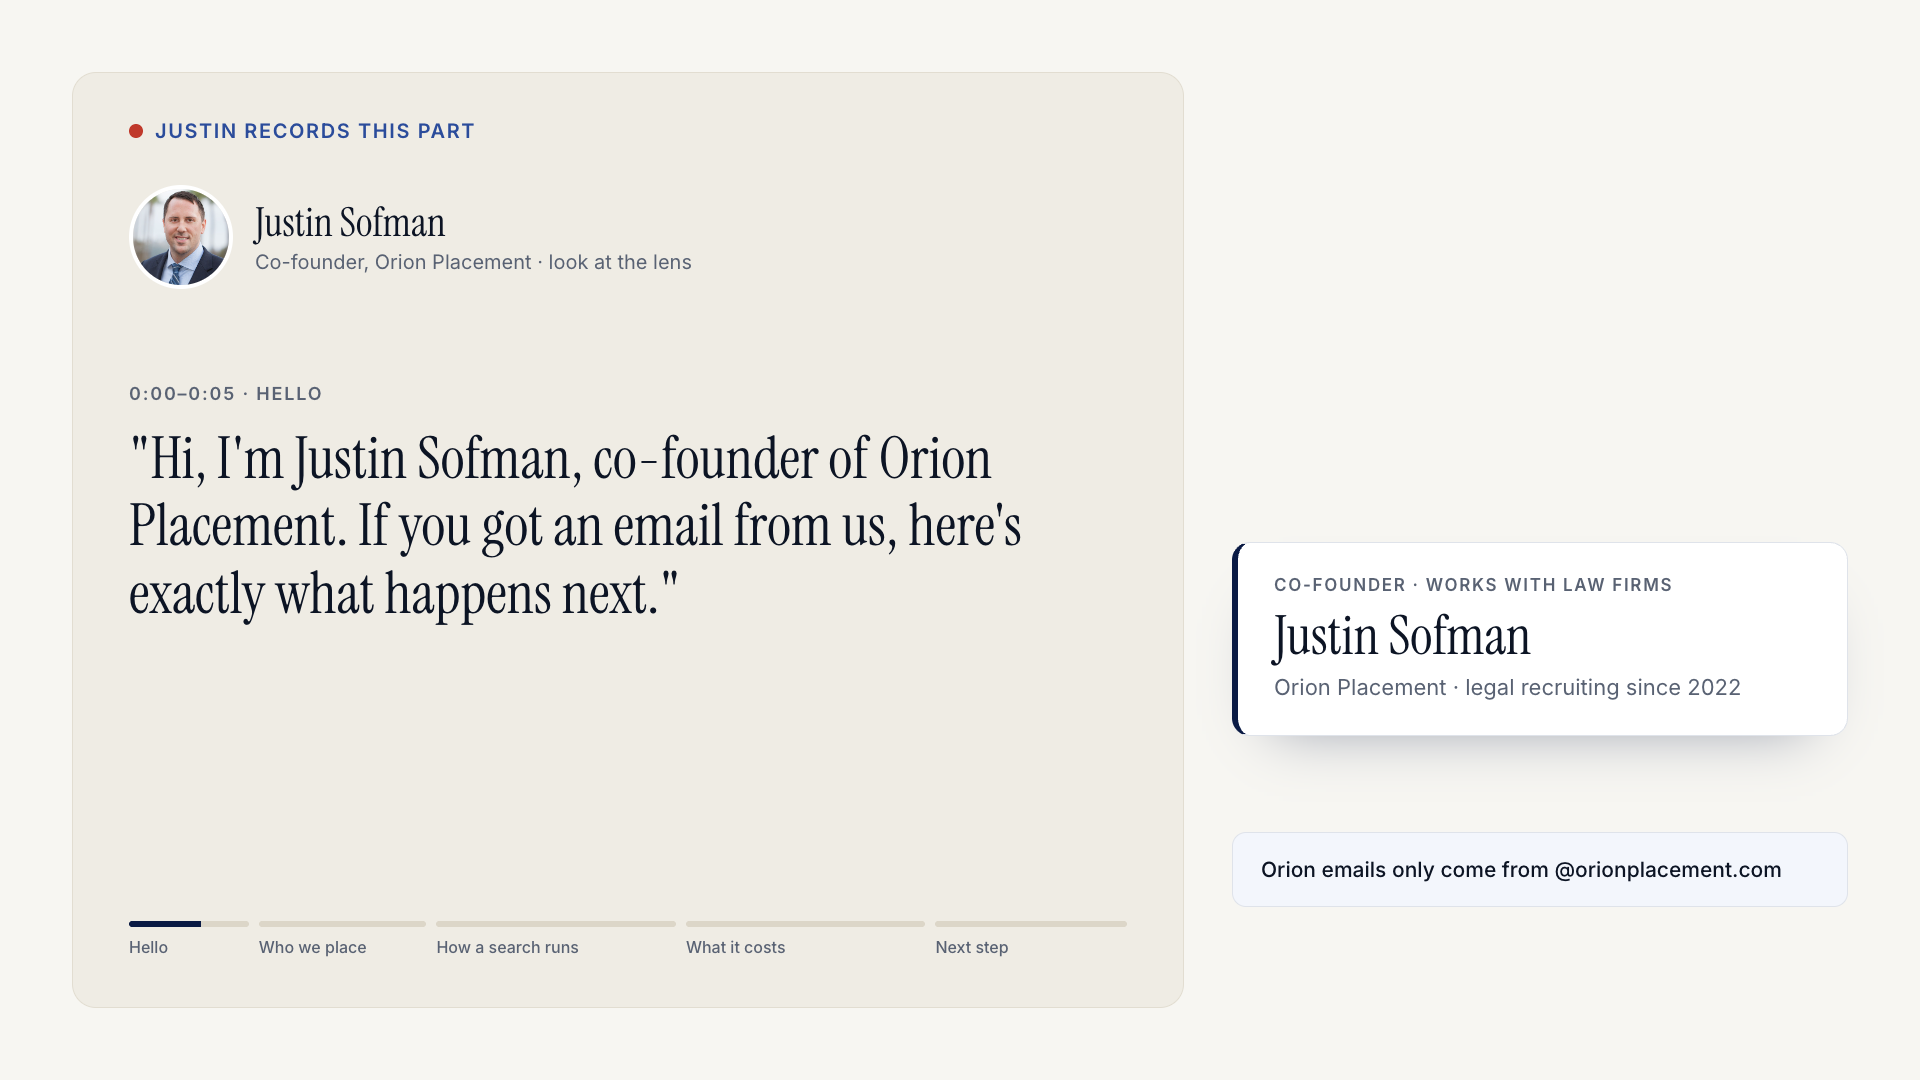 JUSTIN RECORDS THIS PART
Justin Sofman
Co-founder, Orion Placement · look at the lens
0:00–0:05 · HELLO
"Hi, I'm Justin Sofman, co-founder of Orion
Placement. If you got an email from us, here's
exactly what happens next."
Hello
Who we place
How a search runs
What it costs
Next step
CO-FOUNDER · WORKS WITH LAW FIRMS
Justin Sofman
Orion Placement · legal recruiting since 2022
Orion emails only come from @orionplacement.com